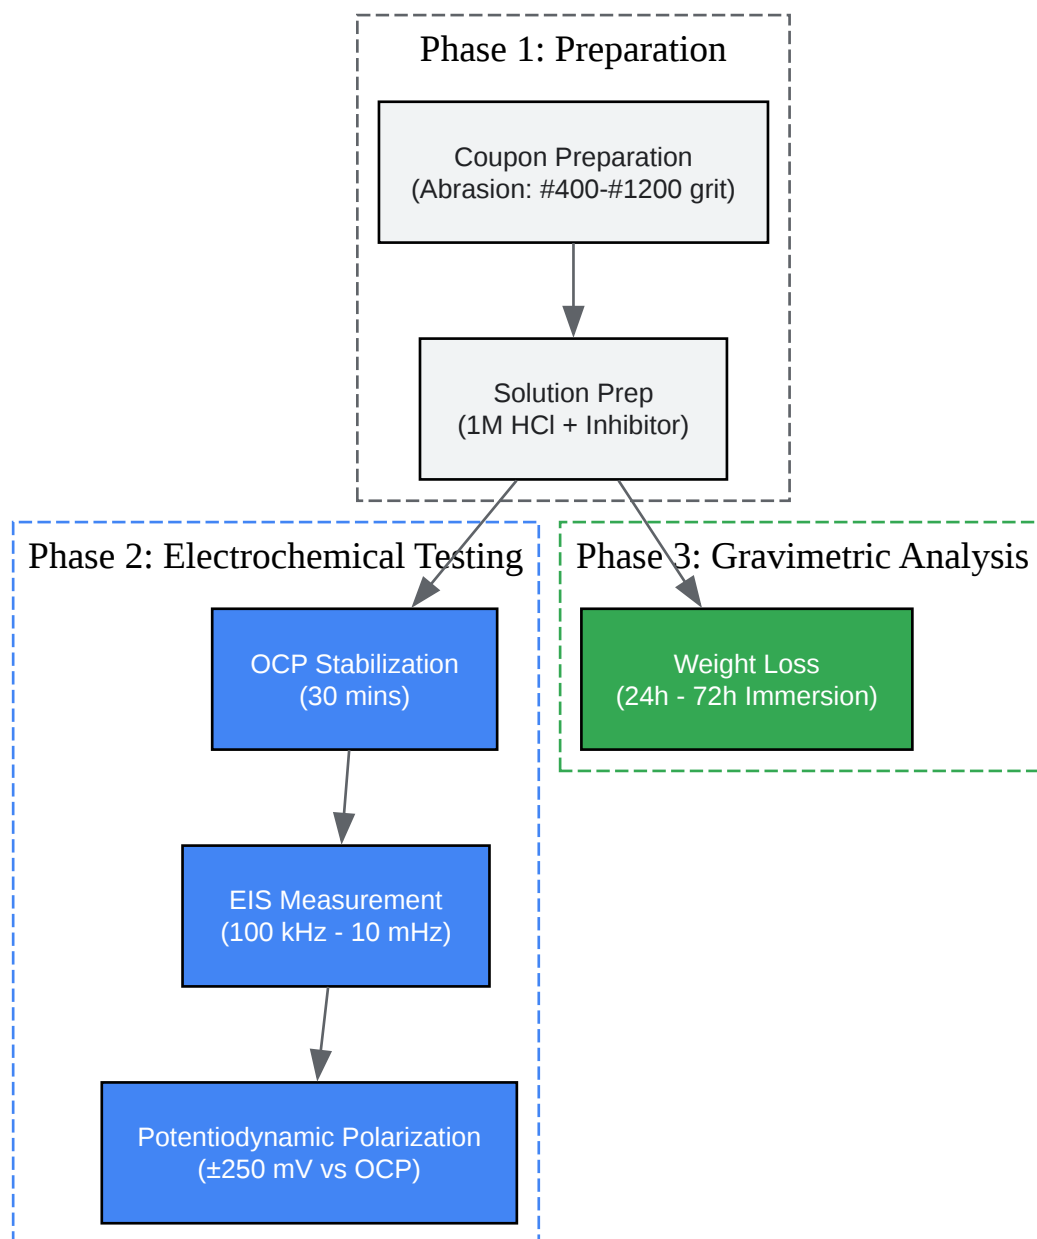 Phase 1: Preparation
Coupon Preparation
(Abrasion: #400-#1200 grit)
Solution Prep
(1M HCl + Inhibitor)
Phase 2: Electrochemical Testing
OCP Stabilization
(30 mins)
EIS Measurement
(100 kHz - 10 mHz)
Potentiodynamic Polarization
(±250 mV vs OCP)
Phase 3: Gravimetric Analysis
Weight Loss
(24h - 72h Immersion)